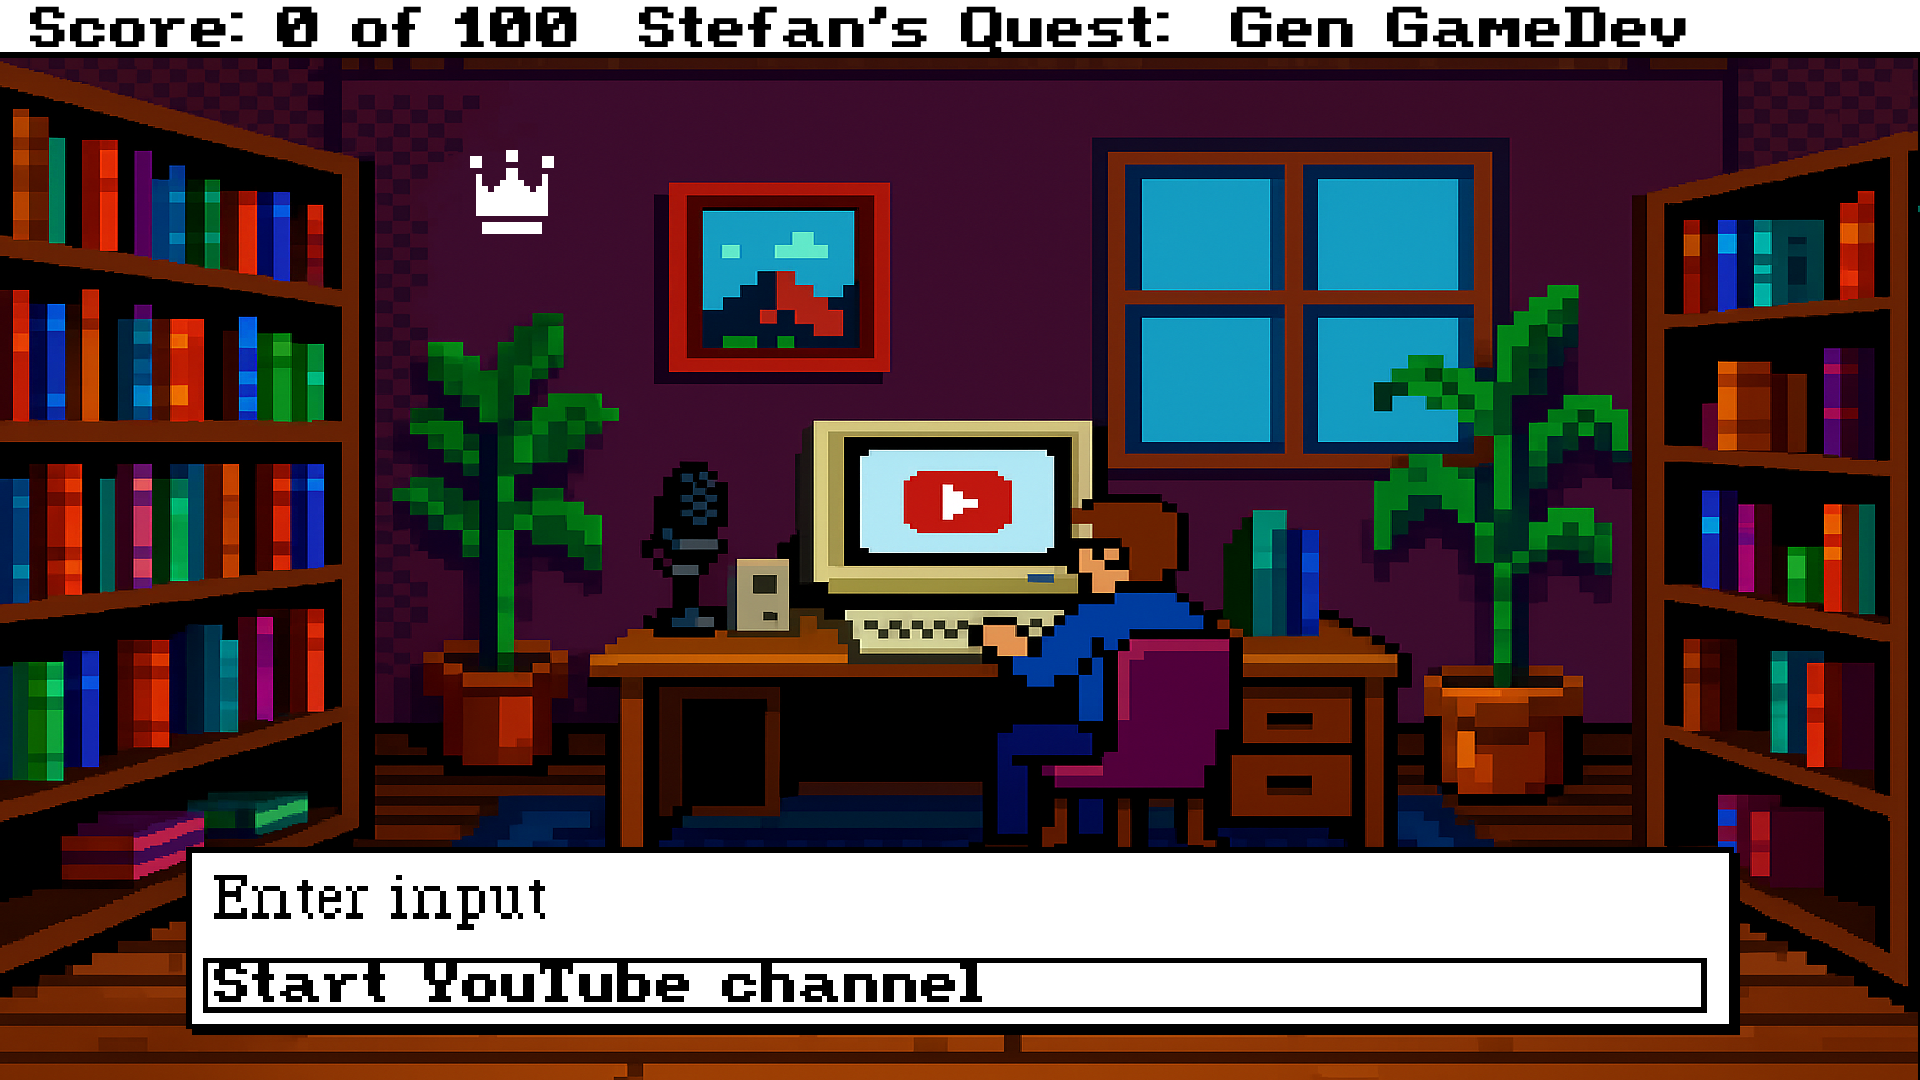 Score: 0 of 100 Stefan's Quest: Gen GameDev
Enter input
Start YouTube channel